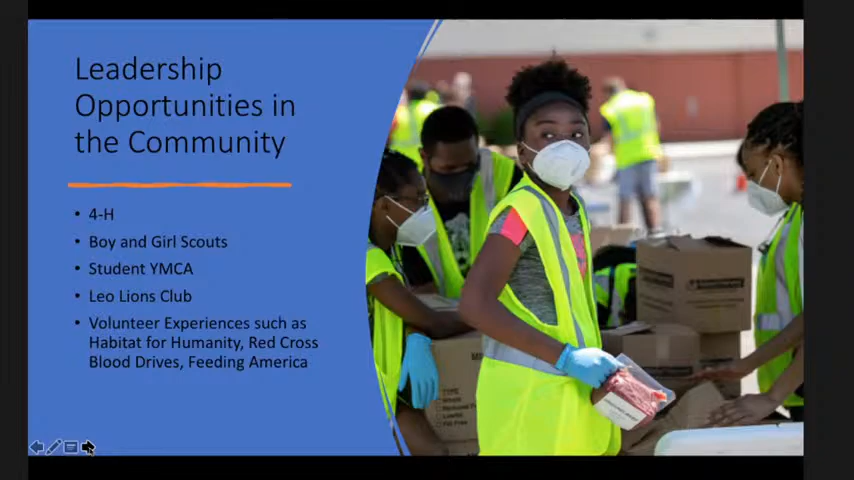 Leadership
Opportunities in
the Community
• 4-H
• Boy and Girl Scouts
• Student YMCA
• Leo Lions Club
• Volunteer Experiences such as
Habitat for Humanity, Red Cross
Blood Drives, Feeding America
TYPE